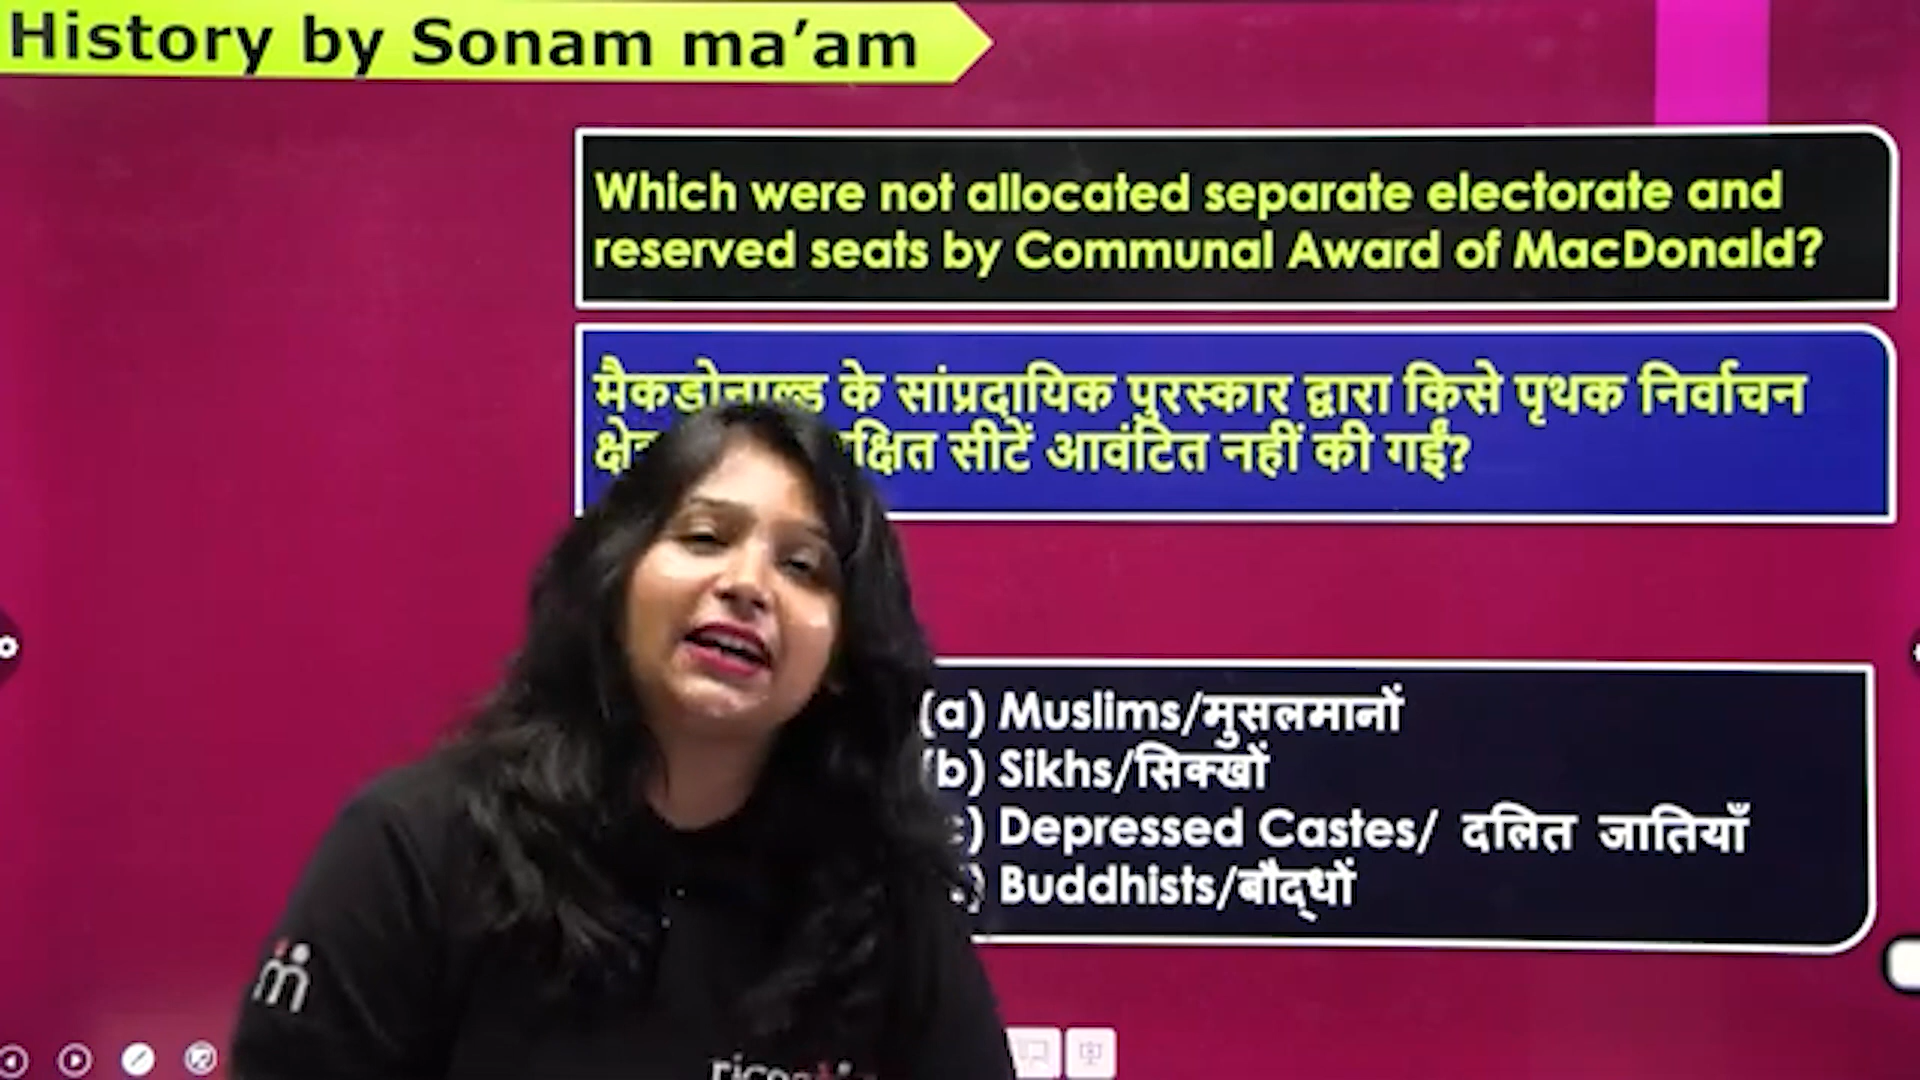 History by Sonam ma’am
Which were not allocated separate electorate and
reserved seats by Communal Award of MacDonald?
मैकडोनाल्ड के सांप्रदायिक पुरस्कार द्वारा किसे पृथक निर्वाचन
सीटें आवंटित नहीं की गईं?
(a) Muslims/मुसलमानों
(b) Sikhs/सिक्खों
Depressed Castes/ दलित जातियाँ
Buddhists/बौद्धों